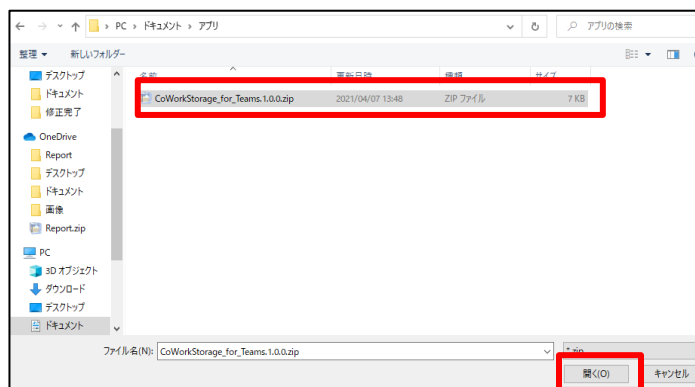 PC › ドキュメント › アプリ
アプリの検索
整理 新しいフォルダー
名前 更新日時 種類 サイズ
CoWorkStorage_for_Teams.1.0.0.zip 2021/04/07 13:48 ZIP ファイル 7 KB
デスクトップ
ドキュメント
修正完了
OneDrive
Report
デスクトップ
ドキュメント
画像
Report.zip
PC
3D オブジェクト
ダウンロード
デスクトップ
ドキュメント
ファイル名(N): CoWorkStorage_for_Teams.1.0.0.zip *.zip
開く(O) キャンセル